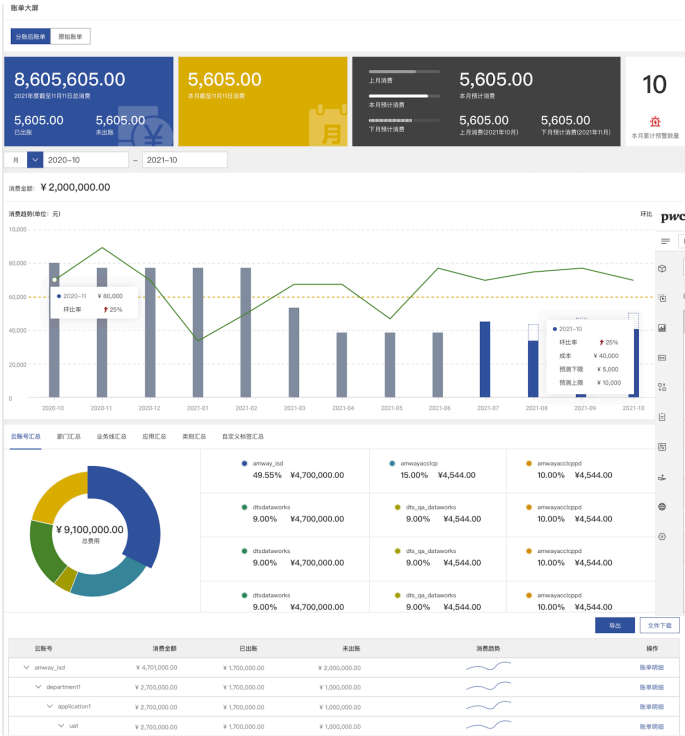 账单大屏
分账后账单 原始账单
8,605,605.00
2021年度截至11月11日总消费
5,605.00 5,605.00
已出账 未出账
5,605.00
本月截至11月11日消费
月
上月消费
本月预计消费
下月预计消费
5,605.00
本月预计消费
5,605.00 5,605.00
上月消费(2021年10月) 下月预计消费(2021年11月)
10
本月累计预警数量
月 2020-10 – 2021-10
消费金额: ¥ 2,000,000.00
消费趋势(单位: 元) 环比
pwc
10,000
80,000
60,000
40,000
20,000
0
2020-11 ¥ 60,000
环比率 25%
2021-10
环比率 25%
成本 ¥ 40,000
预测下限 ¥ 5,000
预测上限 ¥ 10,000
2020-10 2020-11 2020-12 2021-01 2021-02 2021-03 2021-04 2021-05 2021-06 2021-07 2021-08 2021-09 2021-10
云账号汇总 部门汇总 业务线汇总 应用汇总 类别汇总 自定义标签汇总
¥ 9,100,000.00
总费用
amway_isd amwayacclcp amwayacclcppd
49.55% ¥4,700,000.00 15.00% ¥4,544.00 10.00% ¥4,544.00
dtsdataworks dts_qa_dataworks amwayacclcppd
9.00% ¥4,700,000.00 9.00% ¥4,544.00 10.00% ¥4,544.00
dtsdataworks dts_qa_dataworks amwayacclcppd
9.00% ¥4,700,000.00 9.00% ¥4,544.00 10.00% ¥4,544.00
dtsdataworks dts_qa_dataworks amwayacclcppd
9.00% ¥4,700,000.00 9.00% ¥4,544.00 10.00% ¥4,544.00
导出 文件下载
云账号 消费金额 已出账 未出账 消费趋势 操作
amway_isd ¥ 4,701,000.00 ¥ 1,700,000.00 ¥ 2,000,000.00 账单明细
department1 ¥ 2,700,000.00 ¥ 1,700,000.00 ¥ 1,000,000.00 账单明细
application1 ¥ 2,700,000.00 ¥ 1,700,000.00 ¥ 1,000,000.00 账单明细
uat ¥ 2,700,000.00 ¥ 1,700,000.00 ¥ 1,000,000.00 账单明细